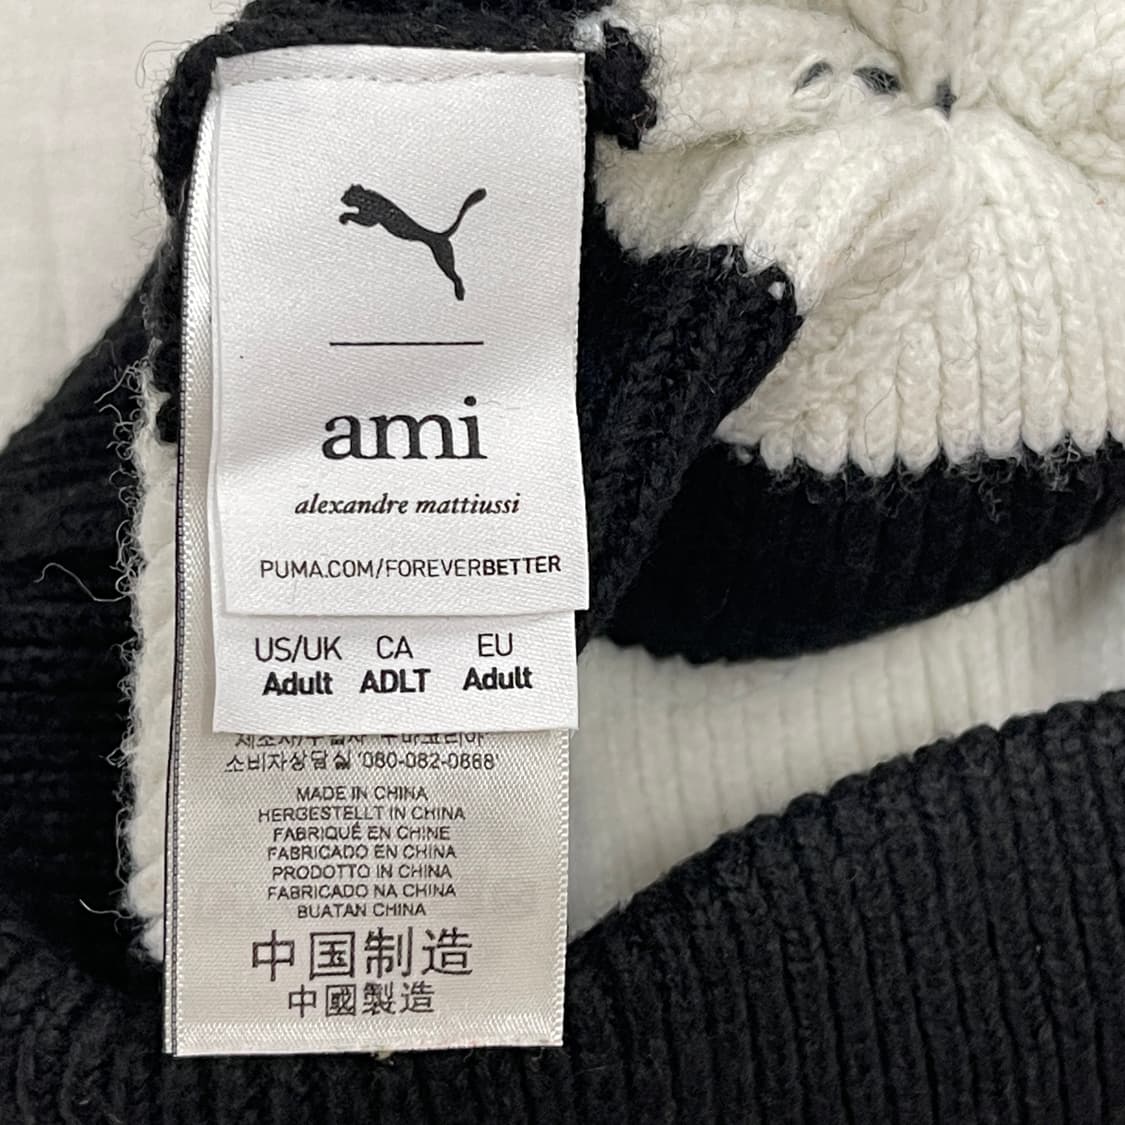 ami
alexandre mattiussi
PUMA.COM/FOREVERBETTER
US/UK CA EU
Adult ADLT Adult
소비자상담실 '080-082-0868'
MADE IN CHINA
HERGESTELLT IN CHINA
FABRIQUÉ EN CHINE
FABRICADO EN CHINA
PRODOTTO IN CHINA
FABRICADO NA CHINA
BUATAN CHINA
中国制造
中國製造